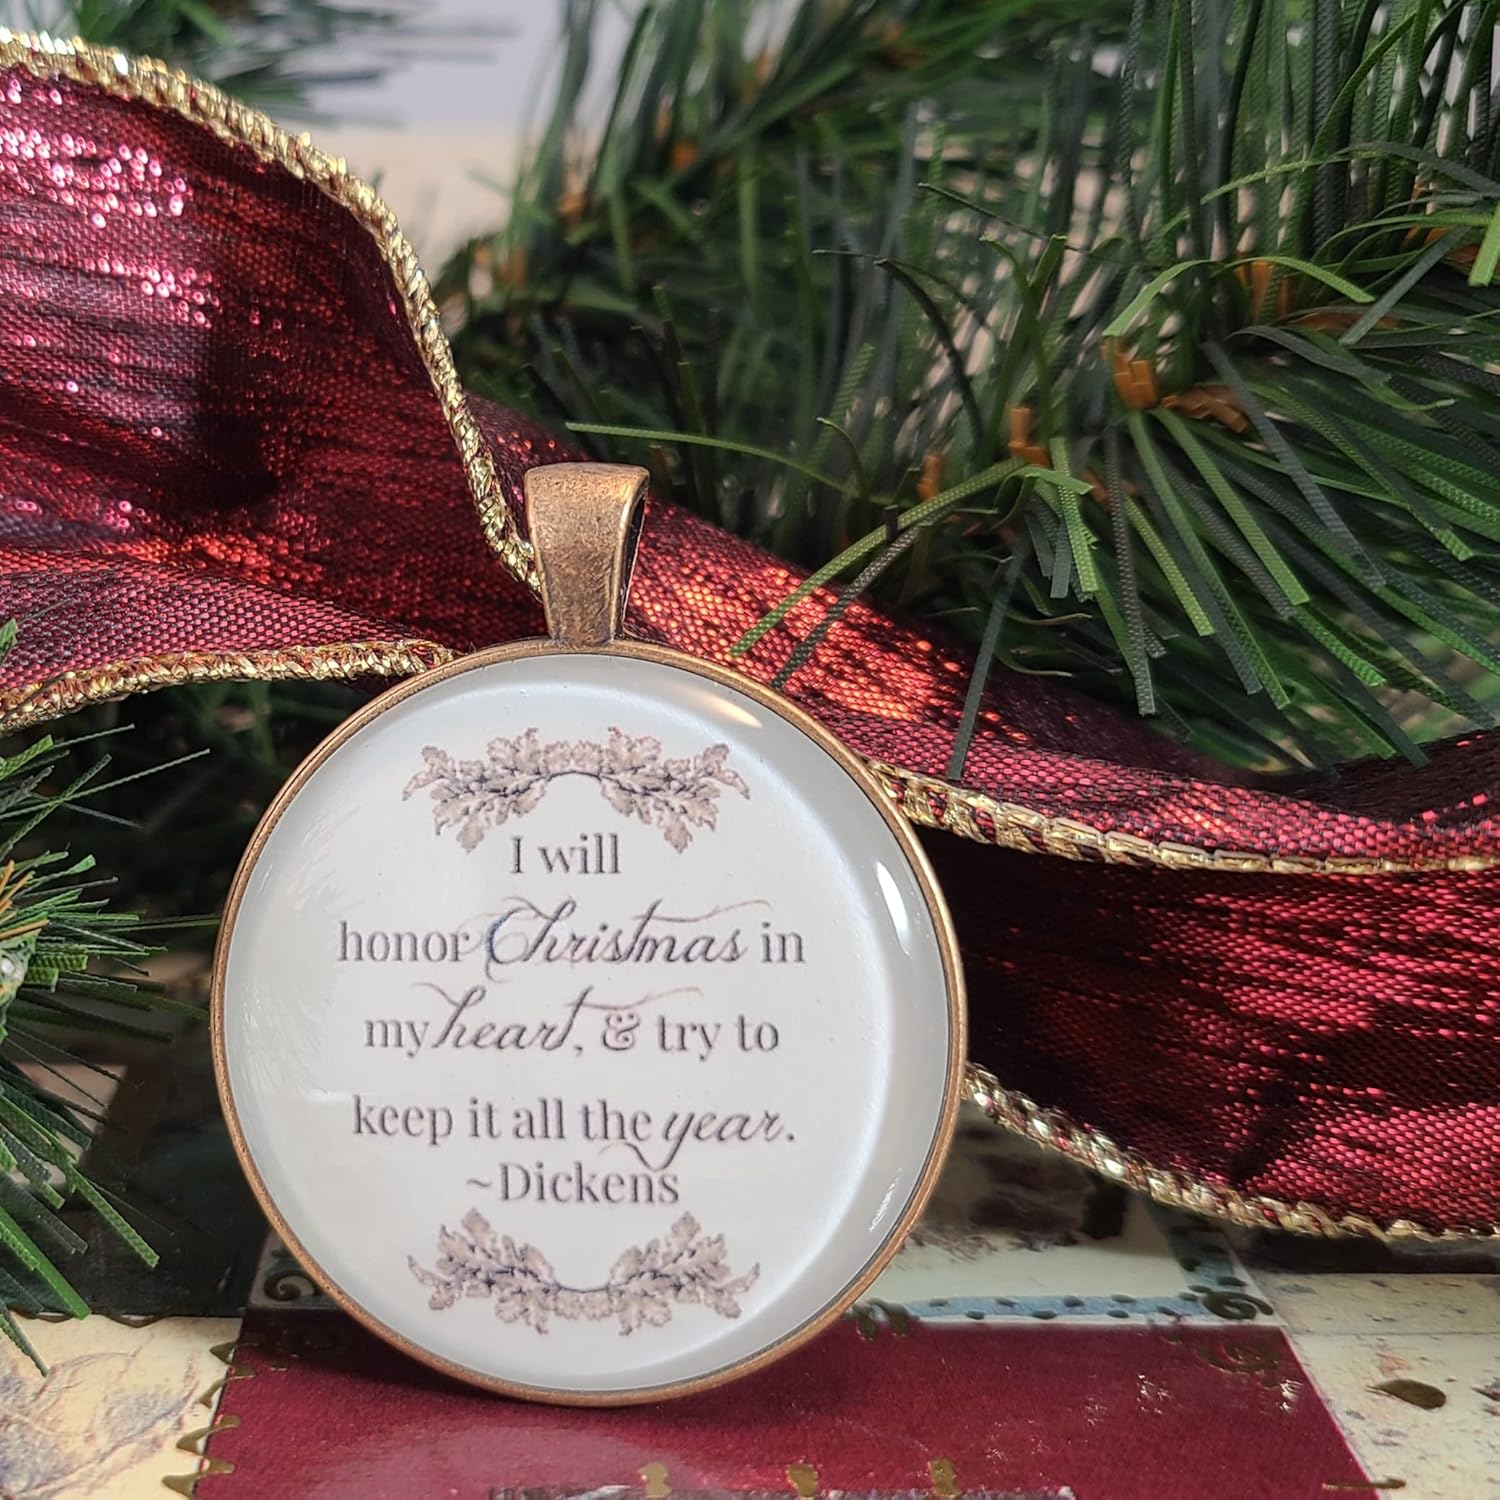 I will
honor Christmas in
my heart, & try to
keep it all the year.
~Dickens